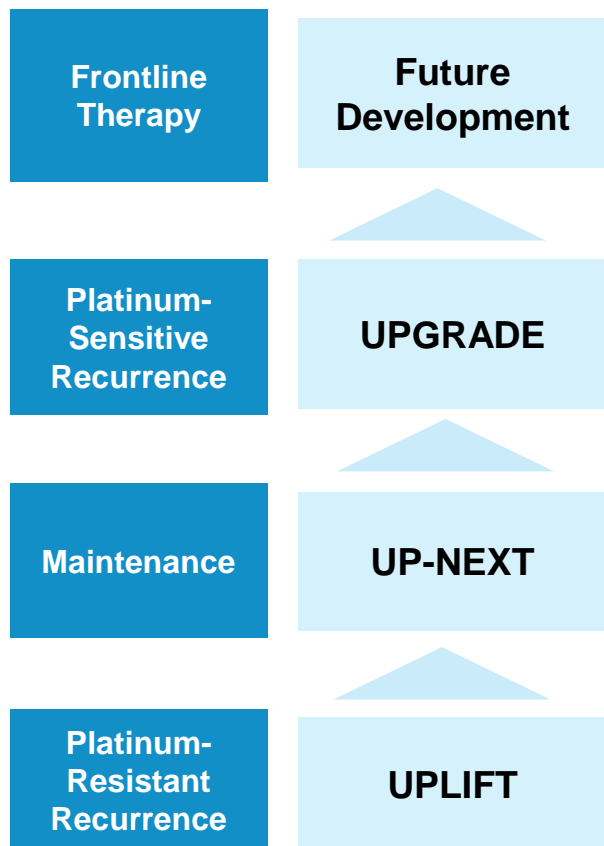 Frontline
Therapy
Future
Development
Platinum-
Sensitive
Recurrence
UPGRADE
Maintenance
UP-NEXT
Platinum-
Resistant
Recurrence
UPLIFT